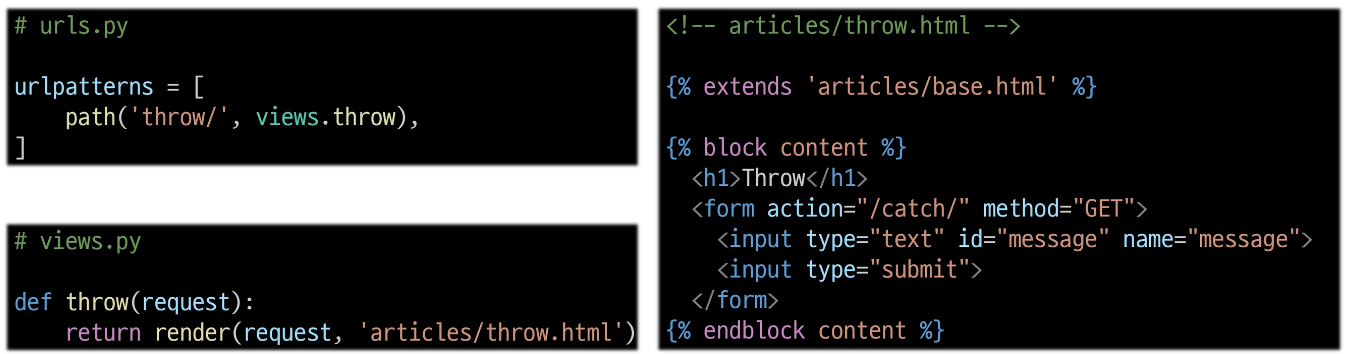 # urls.py
urlpatterns = [
    path('throw/', views.throw),
]
# views.py
def throw(request):
    return render(request, 'articles/throw.html')
<!-- articles/throw.html -->
{% extends 'articles/base.html' %}
{% block content %}
  <h1>Throw</h1>
  <form action="/catch/" method="GET">
    <input type="text" id="message" name="message">
    <input type="submit">
  </form>
{% endblock content %}